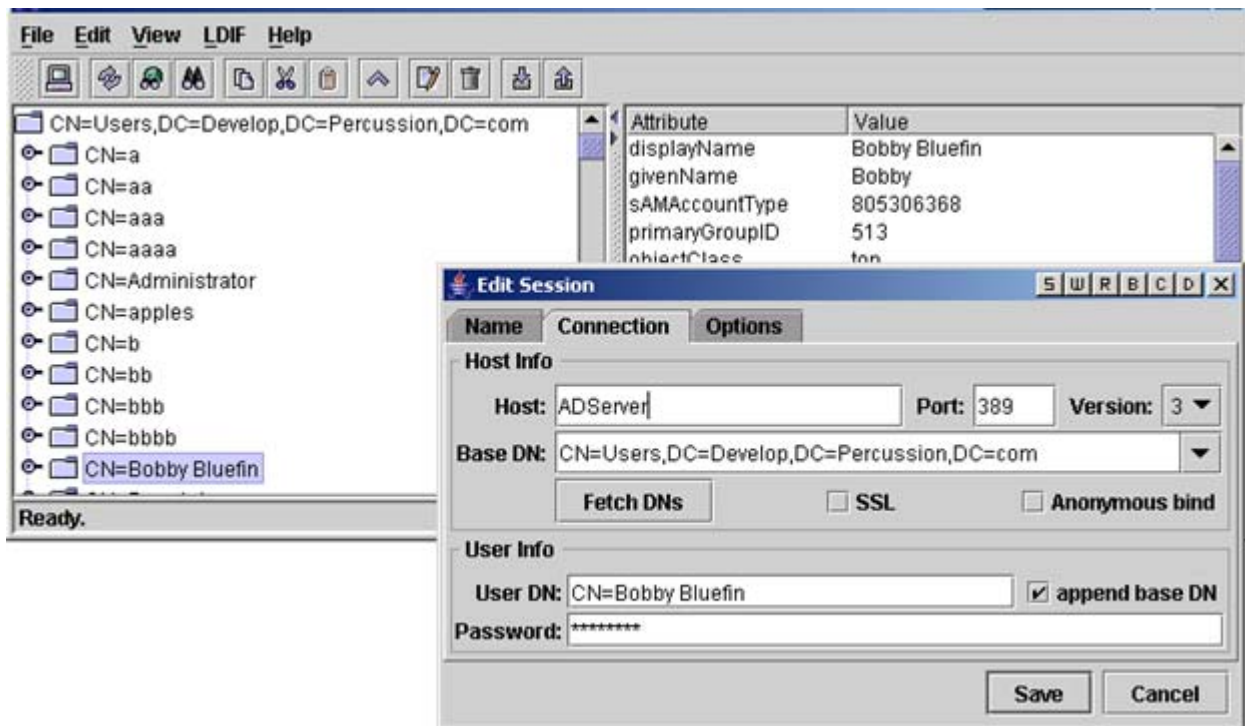 File Edit View LDIF Help
CN=Users,DC=Develop,DC=Percussion,DC=com
CN=a
CN=aa
CN=aaa
CN=aaaa
CN=Administrator
CN=apples
CN=b
CN=bb
CN=bbb
CN=bbbb
CN=Bobby Bluefin
Ready.
Attribute Value
displayName Bobby Bluefin
givenName Bobby
sAMAccountType 805306368
primaryGroupID 513
objectClass top
Edit Session S W R B C D X
Name Connection Options
Host Info
Host: ADServer Port: 389 Version: 3
Base DN: CN=Users,DC=Develop,DC=Percussion,DC=com
Fetch DNs SSL Anonymous bind
User Info
User DN: CN=Bobby Bluefin append base DN
Password: ********
Save Cancel